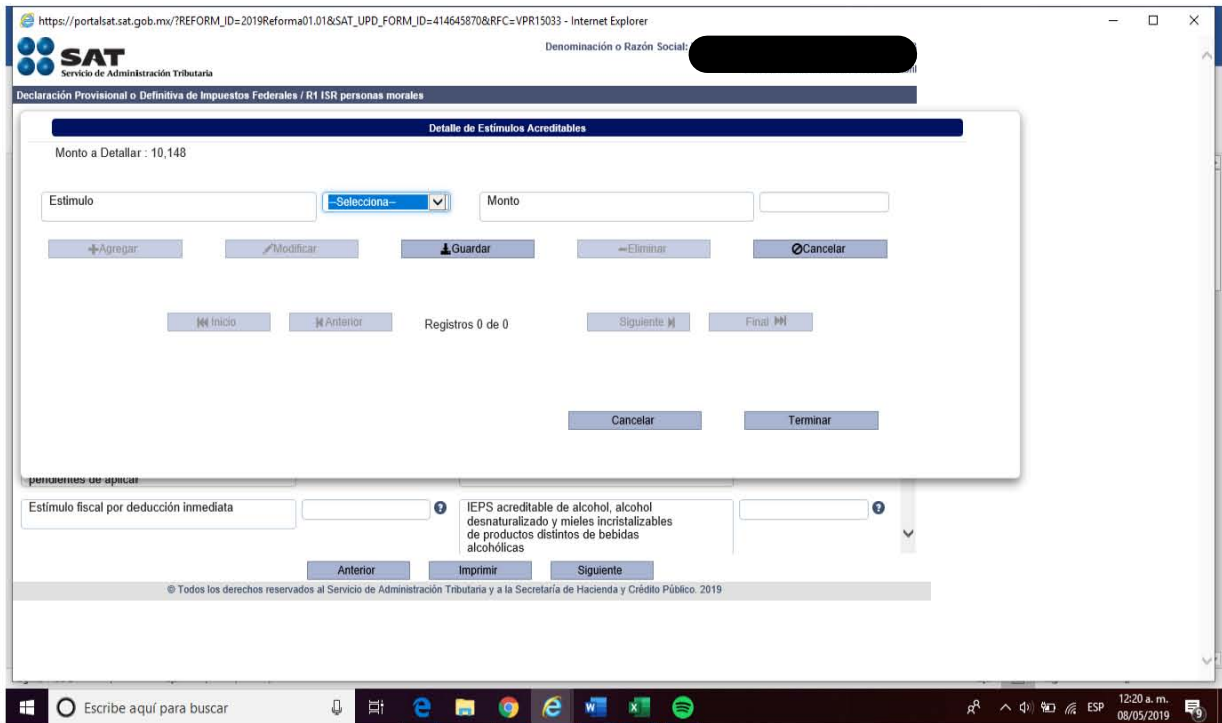 https://portalsat.sat.gob.mx/?REFORM_ID=2019Reforma01.01&SAT_UPD_FORM_ID=414645870&RFC=VPR15033 - Internet Explorer
SAT
Servicio de Administración Tributaria
Denominación o Razón Social:
Declaración Provisional o Definitiva de Impuestos Federales / R1 ISR personas morales
Detalle de Estímulos Acreditables
Monto a Detallar : 10,148
Estimulo --Selecciona-- Monto
Agregar Modificar Guardar Eliminar Cancelar
Inicio Anterior Registros 0 de 0 Siguiente Final
Cancelar Terminar
pendientes de aplicar
Estímulo fiscal por deducción inmediata
IEPS acreditable de alcohol, alcohol
desnaturalizado y mieles incristalizables
de productos distintos de bebidas
alcohólicas
Anterior Imprimir Siguiente
© Todos los derechos reservados al Servicio de Administración Tributaria y a la Secretaría de Hacienda y Crédito Público. 2019
Escribe aquí para buscar
ESP
12:20 a. m.
08/05/2019
9